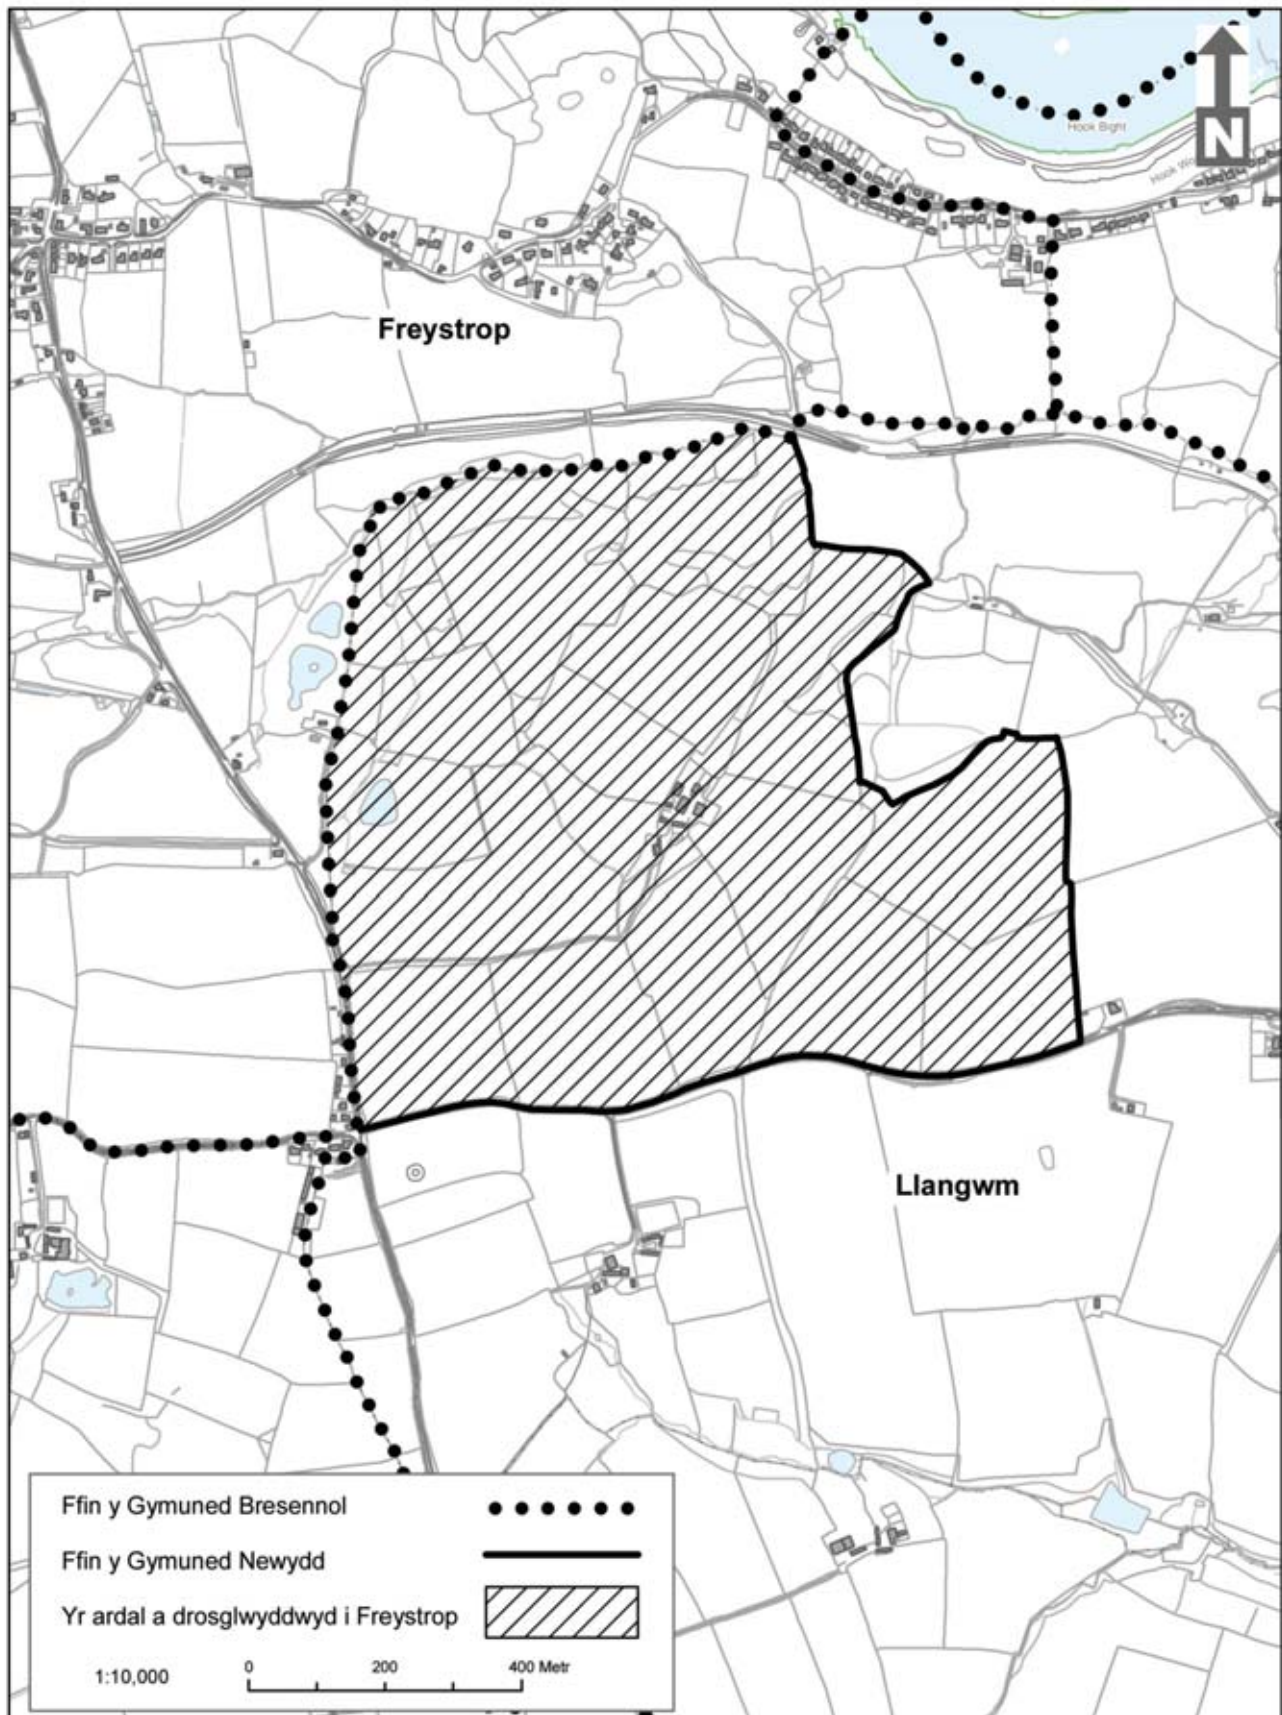 N
Hook Bight
Freystrop
Llangwm
Ffin y Gymuned Bresennol
Ffin y Gymuned Newydd
Yr ardal a drosglwyddwyd i Freystrop
1:10,000
0 200 400 Metr